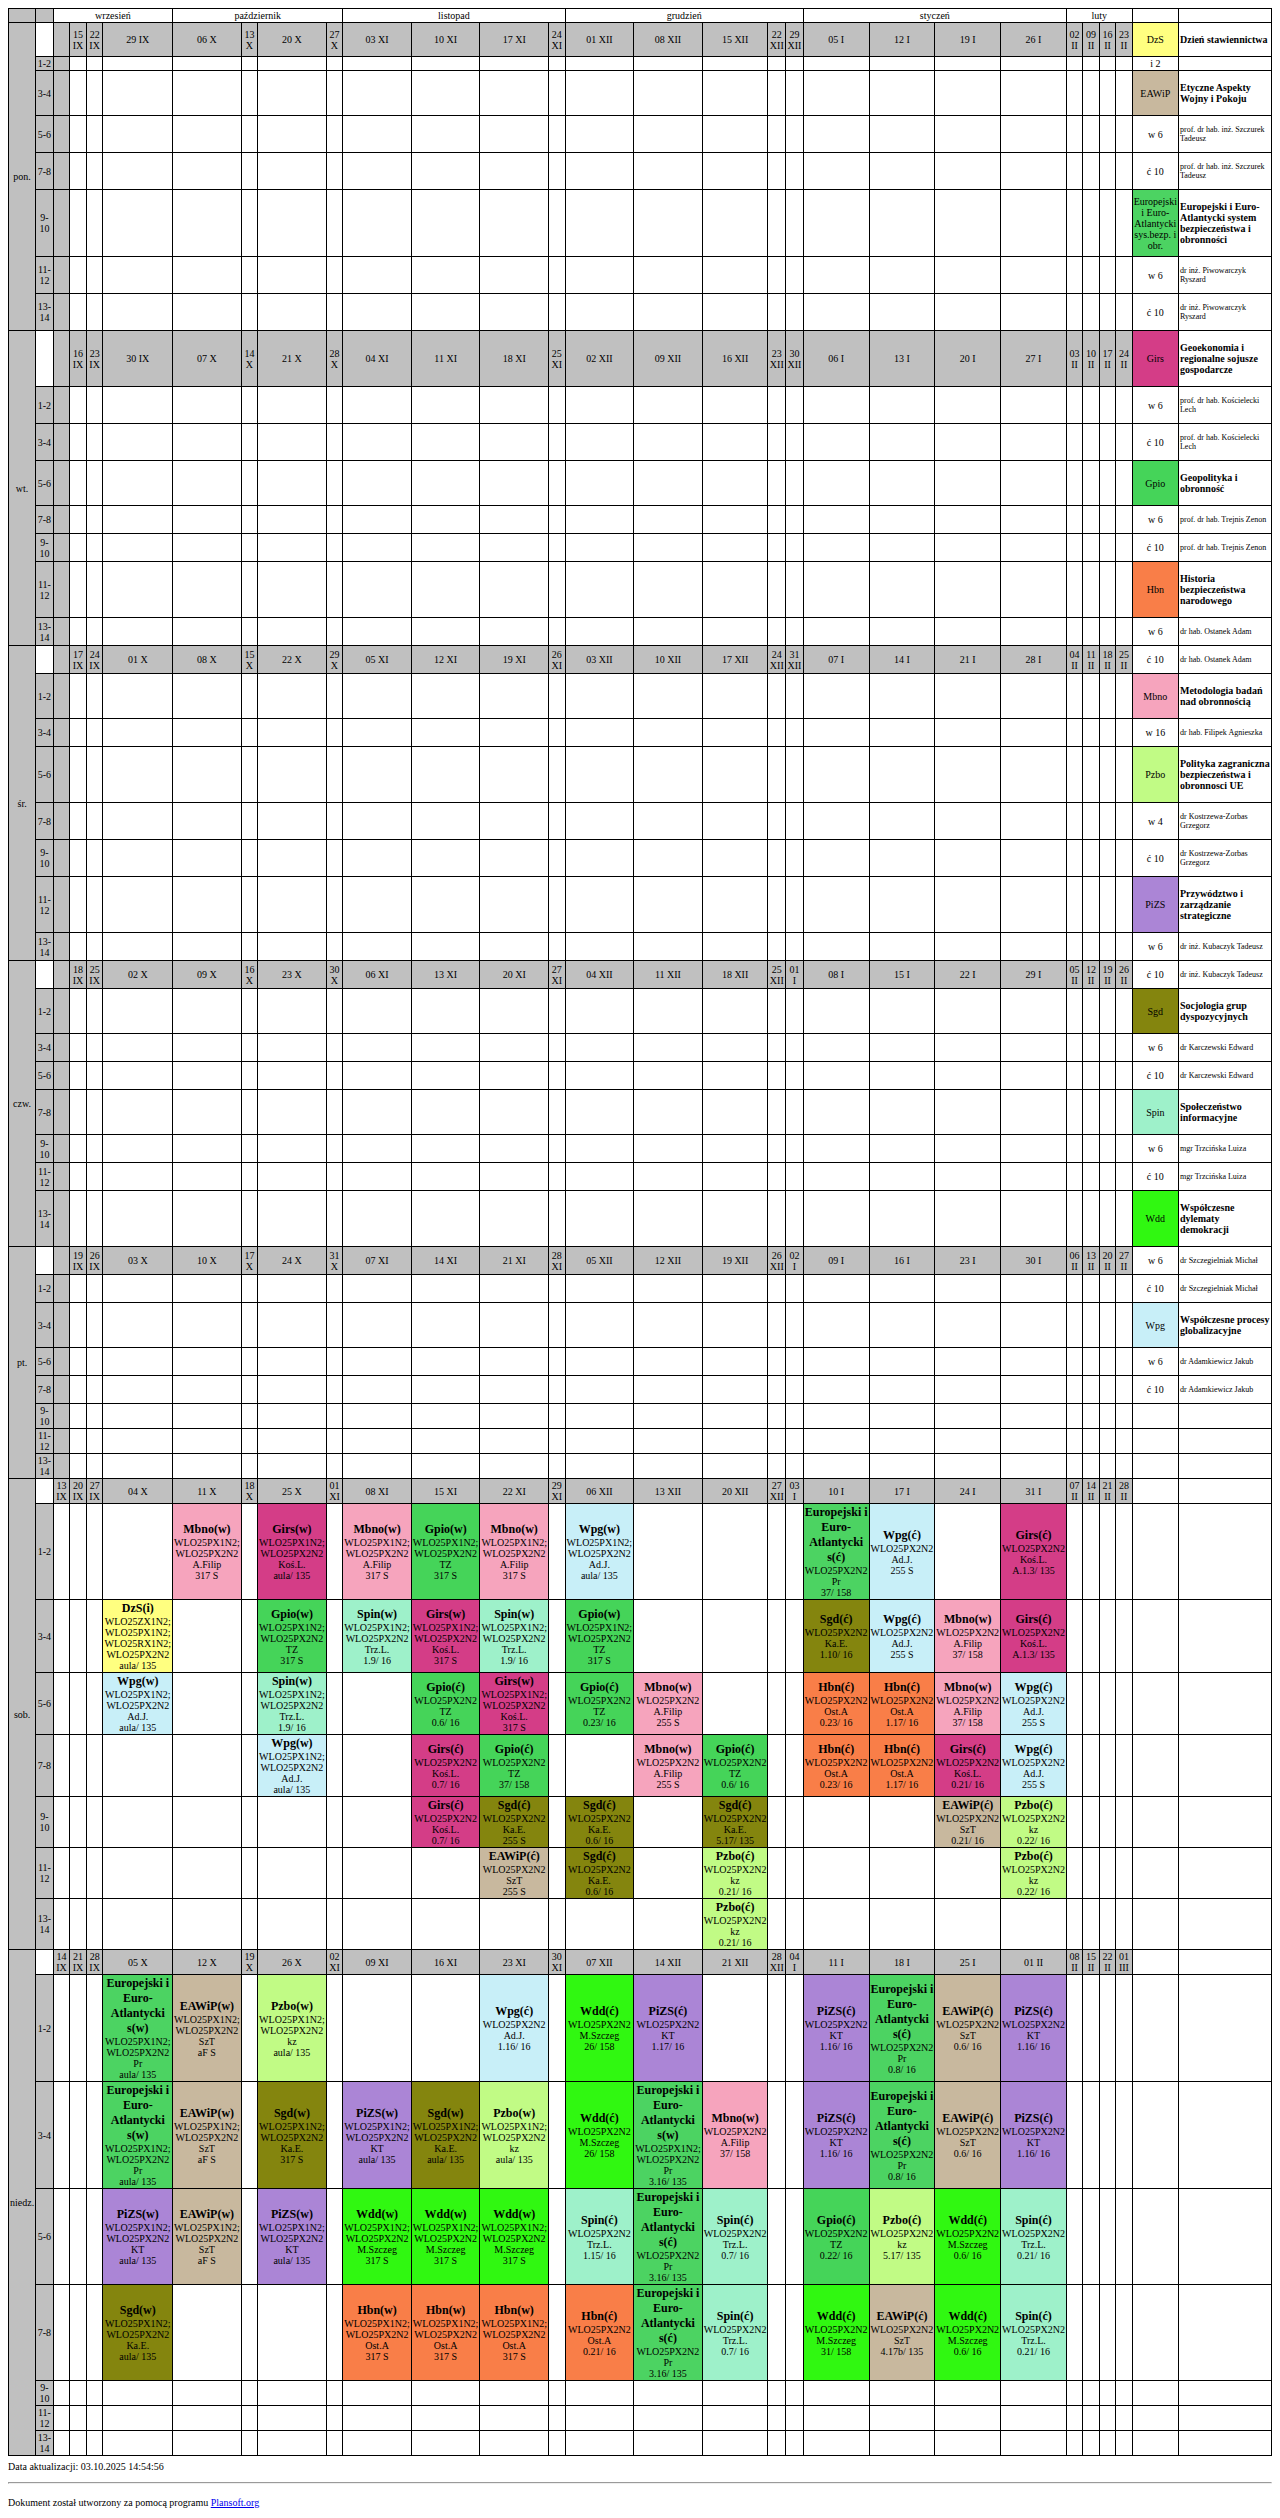 wrzesień październik listopad grudzień styczeń luty
pon. 15 IX 22 IX 29 IX 06 X 13 X 20 X 27 X 03 XI 10 XI 17 XI 24 XI 01 XII 08 XII 15 XII 22 XII 29 XII 05 I 12 I 19 I 26 I 02 II 09 II 16 II 23 II DzS Dzień stawiennictwa
1-2 i 2
3-4 EAWiP Etyczne Aspekty Wojny i Pokoju
5-6 w 6 prof. dr hab. inż. Szczurek Tadeusz
7-8 ć 10 prof. dr hab. inż. Szczurek Tadeusz
9-10 Europejski i Euro-Atlantycki sys.bezp. i obr. Europejski i Euro-Atlantycki system bezpieczeństwa i obronności
11-12 w 6 dr inż. Piwowarczyk Ryszard
13-14 ć 10 dr inż. Piwowarczyk Ryszard
wt. 16 IX 23 IX 30 IX 07 X 14 X 21 X 28 X 04 XI 11 XI 18 XI 25 XI 02 XII 09 XII 16 XII 23 XII 30 XII 06 I 13 I 20 I 27 I 03 II 10 II 17 II 24 II Girs Geoekonomia i regionalne sojusze gospodarcze
1-2 w 6 prof. dr hab. Kościelecki Lech
3-4 ć 10 prof. dr hab. Kościelecki Lech
5-6 Gpio Geopolityka i obronność
7-8 w 6 prof. dr hab. Trejnis Zenon
9-10 ć 10 prof. dr hab. Trejnis Zenon
11-12 Hbn Historia bezpieczeństwa narodowego
13-14 w 6 dr hab. Ostanek Adam
śr. 17 IX 24 IX 01 X 08 X 15 X 22 X 29 X 05 XI 12 XI 19 XI 26 XI 03 XII 10 XII 17 XII 24 XII 31 XII 07 I 14 I 21 I 28 I 04 II 11 II 18 II 25 II ć 10 dr hab. Ostanek Adam
1-2 Mbno Metodologia badań nad obronnością
3-4 w 16 dr hab. Filipek Agnieszka
5-6 Pzbo Polityka zagraniczna bezpieczeństwa i obronnosci UE
7-8 w 4 dr Kostrzewa-Zorbas Grzegorz
9-10 ć 10 dr Kostrzewa-Zorbas Grzegorz
11-12 PiZS Przywództwo i zarządzanie strategiczne
13-14 w 6 dr inż. Kubaczyk Tadeusz
czw. 18 IX 25 IX 02 X 09 X 16 X 23 X 30 X 06 XI 13 XI 20 XI 27 XI 04 XII 11 XII 18 XII 25 XII 01 I 08 I 15 I 22 I 29 I 05 II 12 II 19 II 26 II ć 10 dr inż. Kubaczyk Tadeusz
1-2 Sgd Socjologia grup dyspozycyjnych
3-4 w 6 dr Karczewski Edward
5-6 ć 10 dr Karczewski Edward
7-8 Spin Społeczeństwo informacyjne
9-10 w 6 mgr Trzcińska Luiza
11-12 ć 10 mgr Trzcińska Luiza
13-14 Wdd Współczesne dylematy demokracji
pt. 19 IX 26 IX 03 X 10 X 17 X 24 X 31 X 07 XI 14 XI 21 XI 28 XI 05 XII 12 XII 19 XII 26 XII 02 I 09 I 16 I 23 I 30 I 06 II 13 II 20 II 27 II w 6 dr Szczegielniak Michał
1-2 ć 10 dr Szczegielniak Michał
3-4 Wpg Współczesne procesy globalizacyjne
5-6 w 6 dr Adamkiewicz Jakub
7-8 ć 10 dr Adamkiewicz Jakub
9-10
11-12
13-14
sob. 13 IX 20 IX 27 IX 04 X 11 X 18 X 25 X 01 XI 08 XI 15 XI 22 XI 29 XI 06 XII 13 XII 20 XII 27 XII 03 I 10 I 17 I 24 I 31 I 07 II 14 II 21 II 28 II
1-2 Mbno(w) WLO25PX1N2; WLO25PX2N2 A.Filip 317 S Girs(w) WLO25PX1N2; WLO25PX2N2 Koś.L. aula/ 135 Mbno(w) WLO25PX1N2; WLO25PX2N2 A.Filip 317 S Gpio(w) WLO25PX1N2; WLO25PX2N2 TZ 317 S Mbno(w) WLO25PX1N2; WLO25PX2N2 A.Filip 317 S Wpg(w) WLO25PX1N2; WLO25PX2N2 Ad.J. aula/ 135 Europejski i Euro-Atlantycki s(ć) WLO25PX2N2 Pr 37/ 158 Wpg(ć) WLO25PX2N2 Ad.J. 255 S Girs(ć) WLO25PX2N2 Koś.L. A.1.3/ 135
3-4 DzS(i) WLO25ZX1N2; WLO25PX1N2; WLO25RX1N2; WLO25PX2N2 aula/ 135 Gpio(w) WLO25PX1N2; WLO25PX2N2 TZ 317 S Spin(w) WLO25PX1N2; WLO25PX2N2 Trz.L. 1.9/ 16 Girs(w) WLO25PX1N2; WLO25PX2N2 Koś.L. 317 S Spin(w) WLO25PX1N2; WLO25PX2N2 Trz.L. 1.9/ 16 Gpio(w) WLO25PX1N2; WLO25PX2N2 TZ 317 S Sgd(ć) WLO25PX2N2 Ka.E. 1.10/ 16 Wpg(ć) WLO25PX2N2 Ad.J. 255 S Mbno(w) WLO25PX2N2 A.Filip 37/ 158 Girs(ć) WLO25PX2N2 Koś.L. A.1.3/ 135
5-6 Wpg(w) WLO25PX1N2; WLO25PX2N2 Ad.J. aula/ 135 Spin(w) WLO25PX1N2; WLO25PX2N2 Trz.L. 1.9/ 16 Gpio(ć) WLO25PX2N2 TZ 0.6/ 16 Girs(w) WLO25PX1N2; WLO25PX2N2 Koś.L. 317 S Gpio(ć) WLO25PX2N2 TZ 0.23/ 16 Mbno(w) WLO25PX2N2 A.Filip 255 S Hbn(ć) WLO25PX2N2 Ost.A 0.23/ 16 Hbn(ć) WLO25PX2N2 Ost.A 1.17/ 16 Mbno(w) WLO25PX2N2 A.Filip 37/ 158 Wpg(ć) WLO25PX2N2 Ad.J. 255 S
7-8 Wpg(w) WLO25PX1N2; WLO25PX2N2 Ad.J. aula/ 135 Girs(ć) WLO25PX2N2 Koś.L. 0.7/ 16 Gpio(ć) WLO25PX2N2 TZ 37/ 158 Mbno(w) WLO25PX2N2 A.Filip 255 S Gpio(ć) WLO25PX2N2 TZ 0.6/ 16 Hbn(ć) WLO25PX2N2 Ost.A 0.23/ 16 Hbn(ć) WLO25PX2N2 Ost.A 1.17/ 16 Girs(ć) WLO25PX2N2 Koś.L. 0.21/ 16 Wpg(ć) WLO25PX2N2 Ad.J. 255 S
9-10 Girs(ć) WLO25PX2N2 Koś.L. 0.7/ 16 Sgd(ć) WLO25PX2N2 Ka.E. 255 S Sgd(ć) WLO25PX2N2 Ka.E. 0.6/ 16 Sgd(ć) WLO25PX2N2 Ka.E. 5.17/ 135 EAWiP(ć) WLO25PX2N2 SzT 0.21/ 16 Pzbo(ć) WLO25PX2N2 kz 0.22/ 16
11-12 EAWiP(ć) WLO25PX2N2 SzT 255 S Sgd(ć) WLO25PX2N2 Ka.E. 0.6/ 16 Pzbo(ć) WLO25PX2N2 kz 0.21/ 16 Pzbo(ć) WLO25PX2N2 kz 0.22/ 16
13-14 Pzbo(ć) WLO25PX2N2 kz 0.21/ 16
niedz. 14 IX 21 IX 28 IX 05 X 12 X 19 X 26 X 02 XI 09 XI 16 XI 23 XI 30 XI 07 XII 14 XII 21 XII 28 XII 04 I 11 I 18 I 25 I 01 II 08 II 15 II 22 II 01 III
1-2 Europejski i Euro-Atlantycki s(w) WLO25PX1N2; WLO25PX2N2 Pr aula/ 135 EAWiP(w) WLO25PX1N2; WLO25PX2N2 SzT aF S Pzbo(w) WLO25PX1N2; WLO25PX2N2 kz aula/ 135 Wpg(ć) WLO25PX2N2 Ad.J. 1.16/ 16 Wdd(ć) WLO25PX2N2 M.Szczeg 26/ 158 PiZS(ć) WLO25PX2N2 KT 1.17/ 16 PiZS(ć) WLO25PX2N2 KT 1.16/ 16 Europejski i Euro-Atlantycki s(ć) WLO25PX2N2 Pr 0.8/ 16 EAWiP(ć) WLO25PX2N2 SzT 0.6/ 16 PiZS(ć) WLO25PX2N2 KT 1.16/ 16
3-4 Europejski i Euro-Atlantycki s(w) WLO25PX1N2; WLO25PX2N2 Pr aula/ 135 EAWiP(w) WLO25PX1N2; WLO25PX2N2 SzT aF S Sgd(w) WLO25PX1N2; WLO25PX2N2 Ka.E. 317 S PiZS(w) WLO25PX1N2; WLO25PX2N2 KT aula/ 135 Sgd(w) WLO25PX1N2; WLO25PX2N2 Ka.E. aula/ 135 Pzbo(w) WLO25PX1N2; WLO25PX2N2 kz aula/ 135 Wdd(ć) WLO25PX2N2 M.Szczeg 26/ 158 Europejski i Euro-Atlantycki s(w) WLO25PX1N2; WLO25PX2N2 Pr 3.16/ 135 Mbno(w) WLO25PX2N2 A.Filip 37/ 158 PiZS(ć) WLO25PX2N2 KT 1.16/ 16 Europejski i Euro-Atlantycki s(ć) WLO25PX2N2 Pr 0.8/ 16 EAWiP(ć) WLO25PX2N2 SzT 0.6/ 16 PiZS(ć) WLO25PX2N2 KT 1.16/ 16
5-6 PiZS(w) WLO25PX1N2; WLO25PX2N2 KT aula/ 135 EAWiP(w) WLO25PX1N2; WLO25PX2N2 SzT aF S PiZS(w) WLO25PX1N2; WLO25PX2N2 KT aula/ 135 Wdd(w) WLO25PX1N2; WLO25PX2N2 M.Szczeg 317 S Wdd(w) WLO25PX1N2; WLO25PX2N2 M.Szczeg 317 S Wdd(w) WLO25PX1N2; WLO25PX2N2 M.Szczeg 317 S Spin(ć) WLO25PX2N2 Trz.L. 1.15/ 16 Europejski i Euro-Atlantycki s(ć) WLO25PX2N2 Pr 3.16/ 135 Spin(ć) WLO25PX2N2 Trz.L. 0.7/ 16 Gpio(ć) WLO25PX2N2 TZ 0.22/ 16 Pzbo(ć) WLO25PX2N2 kz 5.17/ 135 Wdd(ć) WLO25PX2N2 M.Szczeg 0.6/ 16 Spin(ć) WLO25PX2N2 Trz.L. 0.21/ 16
7-8 Sgd(w) WLO25PX1N2; WLO25PX2N2 Ka.E. aula/ 135 Hbn(w) WLO25PX1N2; WLO25PX2N2 Ost.A 317 S Hbn(w) WLO25PX1N2; WLO25PX2N2 Ost.A 317 S Hbn(w) WLO25PX1N2; WLO25PX2N2 Ost.A 317 S Hbn(ć) WLO25PX2N2 Ost.A 0.21/ 16 Europejski i Euro-Atlantycki s(ć) WLO25PX2N2 Pr 3.16/ 135 Spin(ć) WLO25PX2N2 Trz.L. 0.7/ 16 Wdd(ć) WLO25PX2N2 M.Szczeg 31/ 158 EAWiP(ć) WLO25PX2N2 SzT 4.17b/ 135 Wdd(ć) WLO25PX2N2 M.Szczeg 0.6/ 16 Spin(ć) WLO25PX2N2 Trz.L. 0.21/ 16
9-10
11-12
13-14
Data aktualizacji: 03.10.2025 14:54:56
Dokument został utworzony za pomocą programu Plansoft.org